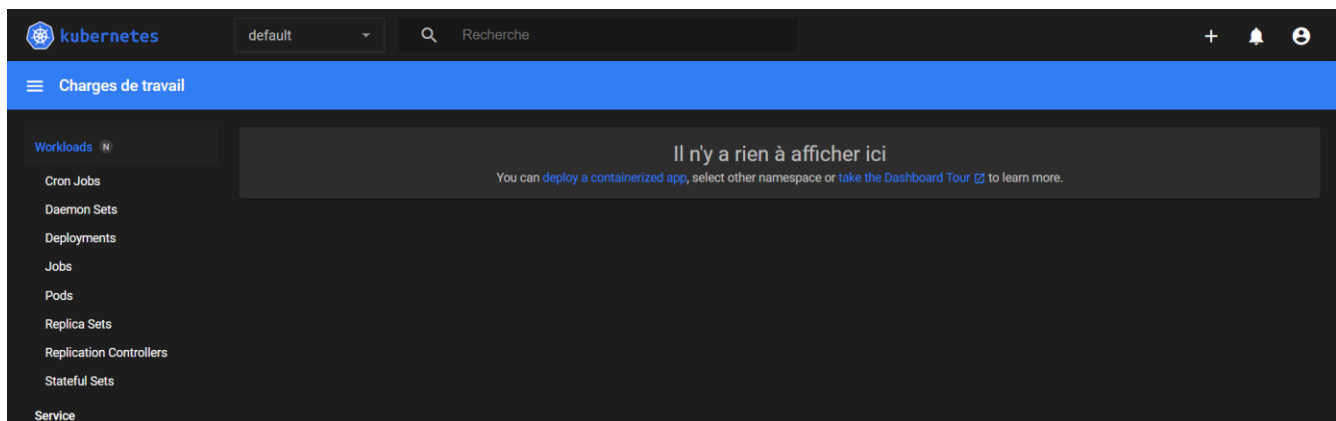 kubernetes
default
Recherche
Charges de travail
Workloads N
Il n'y a rien à afficher ici
You can deploy a containerized app, select other namespace or take the Dashboard Tour to learn more.
Cron Jobs
Daemon Sets
Deployments
Jobs
Pods
Replica Sets
Replication Controllers
Stateful Sets
Service